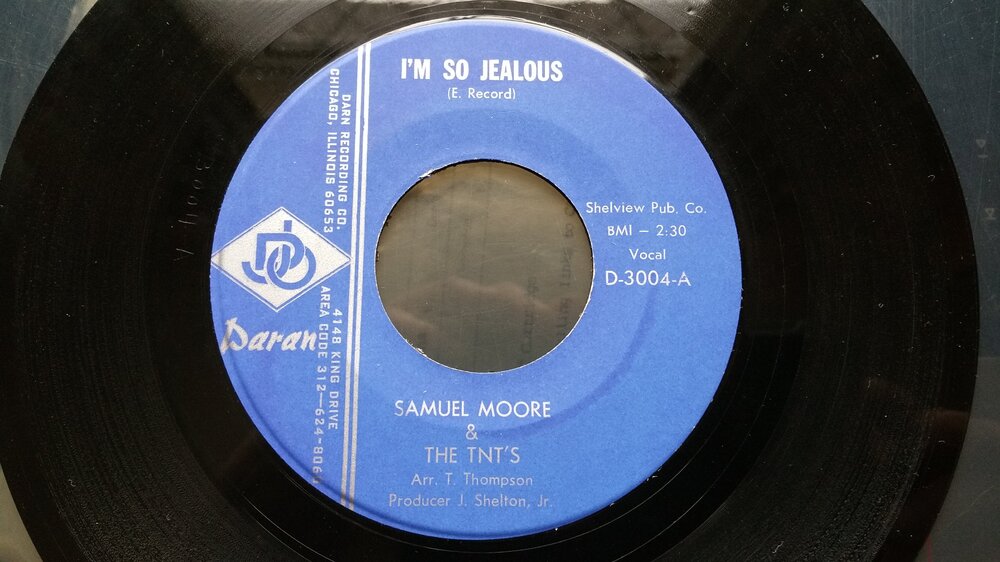 I'M SO JEALOUS
(E. Record)
DARN RECORDING CO.
CHICAGO, ILLINOIS 60653
Daran
4148 KING DRIVE
AREA CODE 312—624-806
Shelview Pub. Co.
BMI – 2:30
Vocal
D-3004-A
SAMUEL MOORE
&
THE TNT'S
Arr. T. Thompson
Producer J. Shelton, Jr.